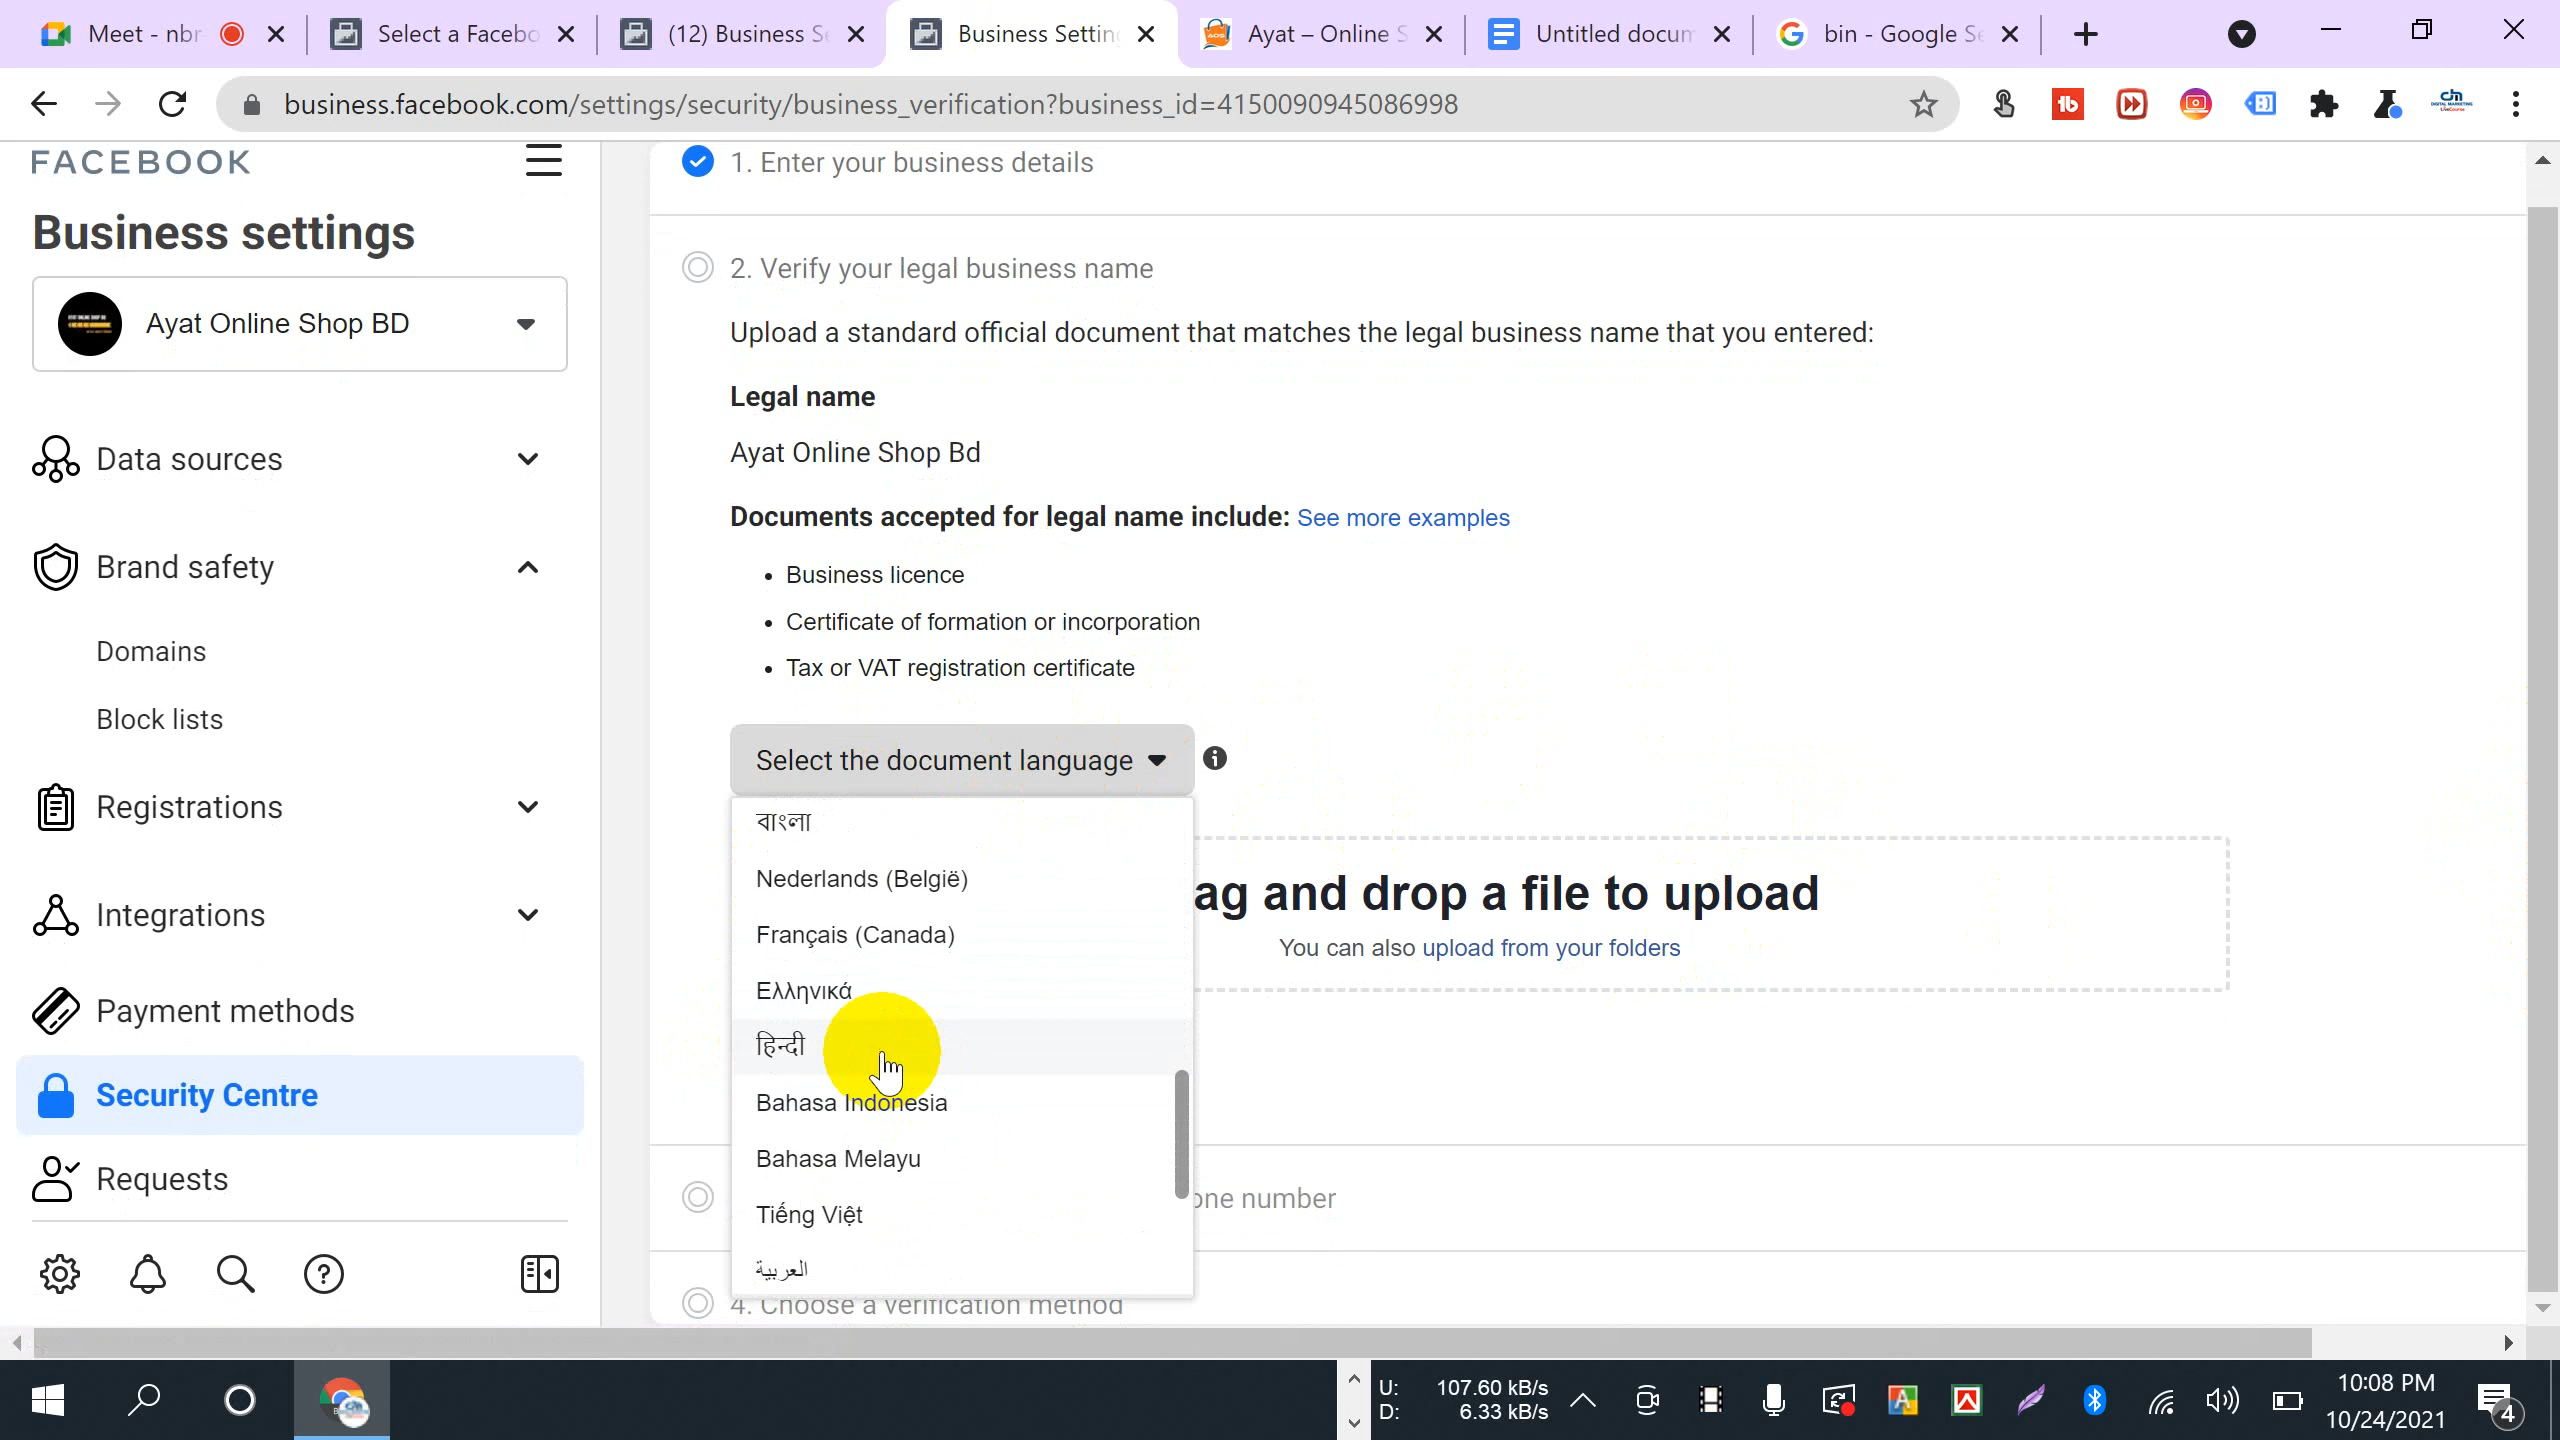 Meet - nbr
Select a Facebo
(12) Business Se
Business Setting
Ayat – Online S
Untitled docum
bin - Google Se
business.facebook.com/settings/security/business_verification?business_id=4150090945086998
FACEBOOK
Business settings
Ayat Online Shop BD
Data sources
Brand safety
Domains
Block lists
Registrations
Integrations
Payment methods
Security Centre
Requests
1. Enter your business details
2. Verify your legal business name
Upload a standard official document that matches the legal business name that you entered:
Legal name
Ayat Online Shop Bd
Documents accepted for legal name include: See more examples
• Business licence
• Certificate of formation or incorporation
• Tax or VAT registration certificate
Select the document language
বাংলা
Nederlands (België)
Français (Canada)
Ελληνικά
हिन्दी
Bahasa Indonesia
Bahasa Melayu
Tiếng Việt
العربية
ag and drop a file to upload
You can also upload from your folders
one number
4. Choose a verification method
U: 107.60 kB/s
D: 6.33 kB/s
10:08 PM
10/24/2021
4